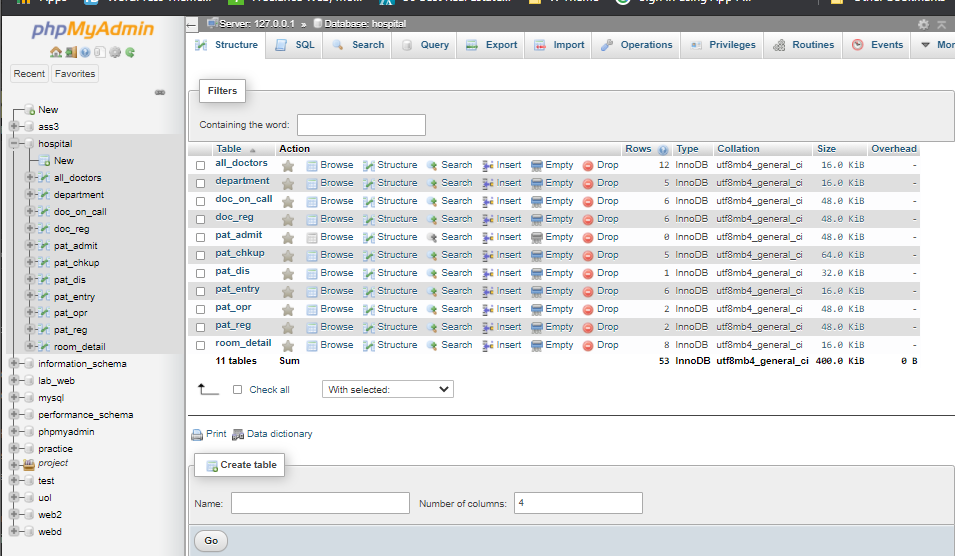 Apps
phpMyAdmin
Recent Favorites
New
ass3
hospital
New
all_doctors
department
doc_on_call
doc_reg
pat_admit
pat_chkup
pat_dis
pat_entry
pat_opr
pat_reg
room_detail
information_schema
lab_web
mysql
performance_schema
phpmyadmin
practice
project
test
uol
web2
webd
Server: 127.0.0.1 » Database: hospital
Structure SQL Search Query Export Import Operations Privileges Routines Events Mor
Filters
Containing the word:
Table Action Rows Type Collation Size Overhead
all_doctors Browse Structure Search Insert Empty Drop 12 InnoDB utf8mb4_general_ci 16.0 KiB -
department Browse Structure Search Insert Empty Drop 5 InnoDB utf8mb4_general_ci 16.0 KiB -
doc_on_call Browse Structure Search Insert Empty Drop 6 InnoDB utf8mb4_general_ci 48.0 KiB -
doc_reg Browse Structure Search Insert Empty Drop 6 InnoDB utf8mb4_general_ci 48.0 KiB -
pat_admit Browse Structure Search Insert Empty Drop 0 InnoDB utf8mb4_general_ci 48.0 KiB -
pat_chkup Browse Structure Search Insert Empty Drop 5 InnoDB utf8mb4_general_ci 64.0 KiB -
pat_dis Browse Structure Search Insert Empty Drop 1 InnoDB utf8mb4_general_ci 32.0 KiB -
pat_entry Browse Structure Search Insert Empty Drop 6 InnoDB utf8mb4_general_ci 16.0 KiB -
pat_opr Browse Structure Search Insert Empty Drop 2 InnoDB utf8mb4_general_ci 48.0 KiB -
pat_reg Browse Structure Search Insert Empty Drop 2 InnoDB utf8mb4_general_ci 48.0 KiB -
room_detail Browse Structure Search Insert Empty Drop 8 InnoDB utf8mb4_general_ci 16.0 KiB -
11 tables Sum 53 InnoDB utf8mb4_general_ci 400.0 KiB 0 B
Check all With selected:
Print Data dictionary
Create table
Name: Number of columns: 4
Go